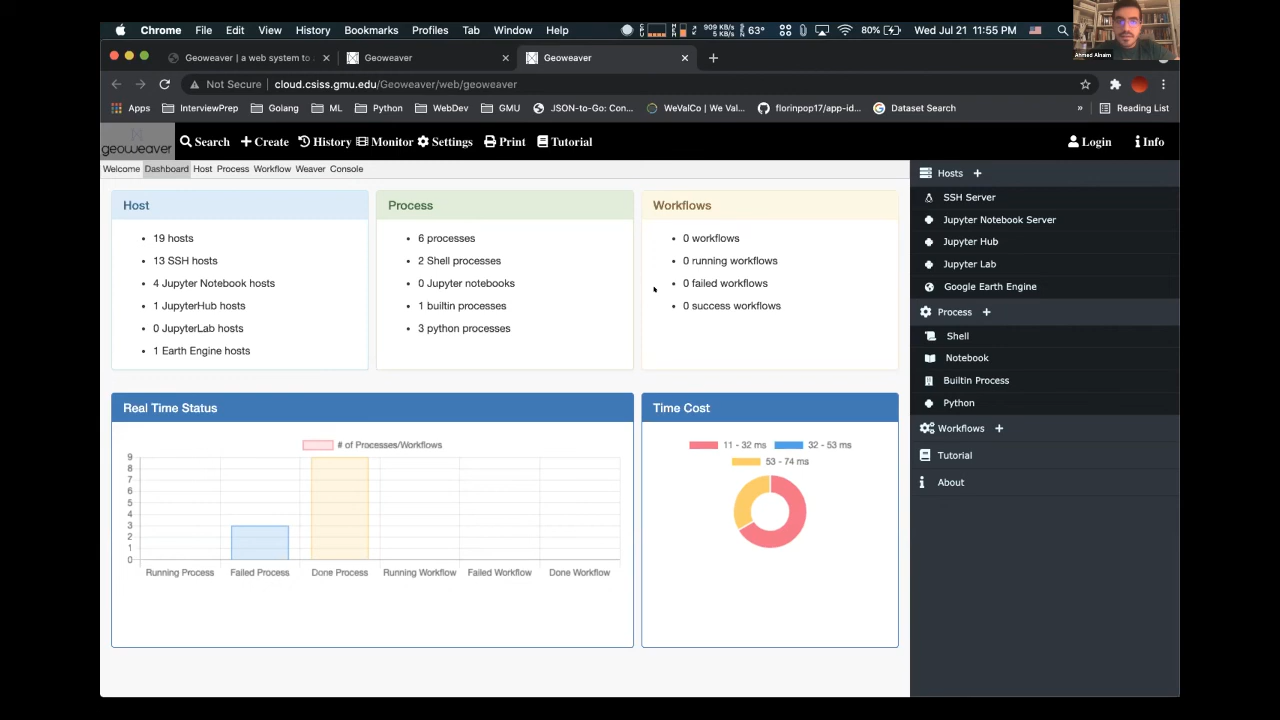 Chrome File Edit View History Bookmarks Profiles Tab Window Help 909 KB/s 5 KB/s 63° 80% Wed Jul 21 11:55 PM
Ahmed Alnaim
Geoweaver | a web system to Geoweaver Geoweaver
Not Secure cloud.csiss.gmu.edu/Geoweaver/web/geoweaver
Apps InterviewPrep Golang ML Python WebDev GMU JSON-to-Go: Con... WeValCo | We Val... florinpop17/app-id... Dataset Search » Reading List
geoweaver Search Create History Monitor Settings Print Tutorial Login Info
Welcome Dashboard Host Process Workflow Weaver Console
Host
19 hosts
13 SSH hosts
4 Jupyter Notebook hosts
1 JupyterHub hosts
0 JupyterLab hosts
1 Earth Engine hosts
Process
6 processes
2 Shell processes
0 Jupyter notebooks
1 builtin processes
3 python processes
Workflows
0 workflows
0 running workflows
0 failed workflows
0 success workflows
Real Time Status
# of Processes/Workflows
9
8
7
6
5
4
3
2
1
0
Running Process Failed Process Done Process Running Workflow Failed Workflow Done Workflow
Time Cost
11 - 32 ms 32 - 53 ms
53 - 74 ms
Hosts +
SSH Server
Jupyter Notebook Server
Jupyter Hub
Jupyter Lab
Google Earth Engine
Process +
Shell
Notebook
Builtin Process
Python
Workflows +
Tutorial
About